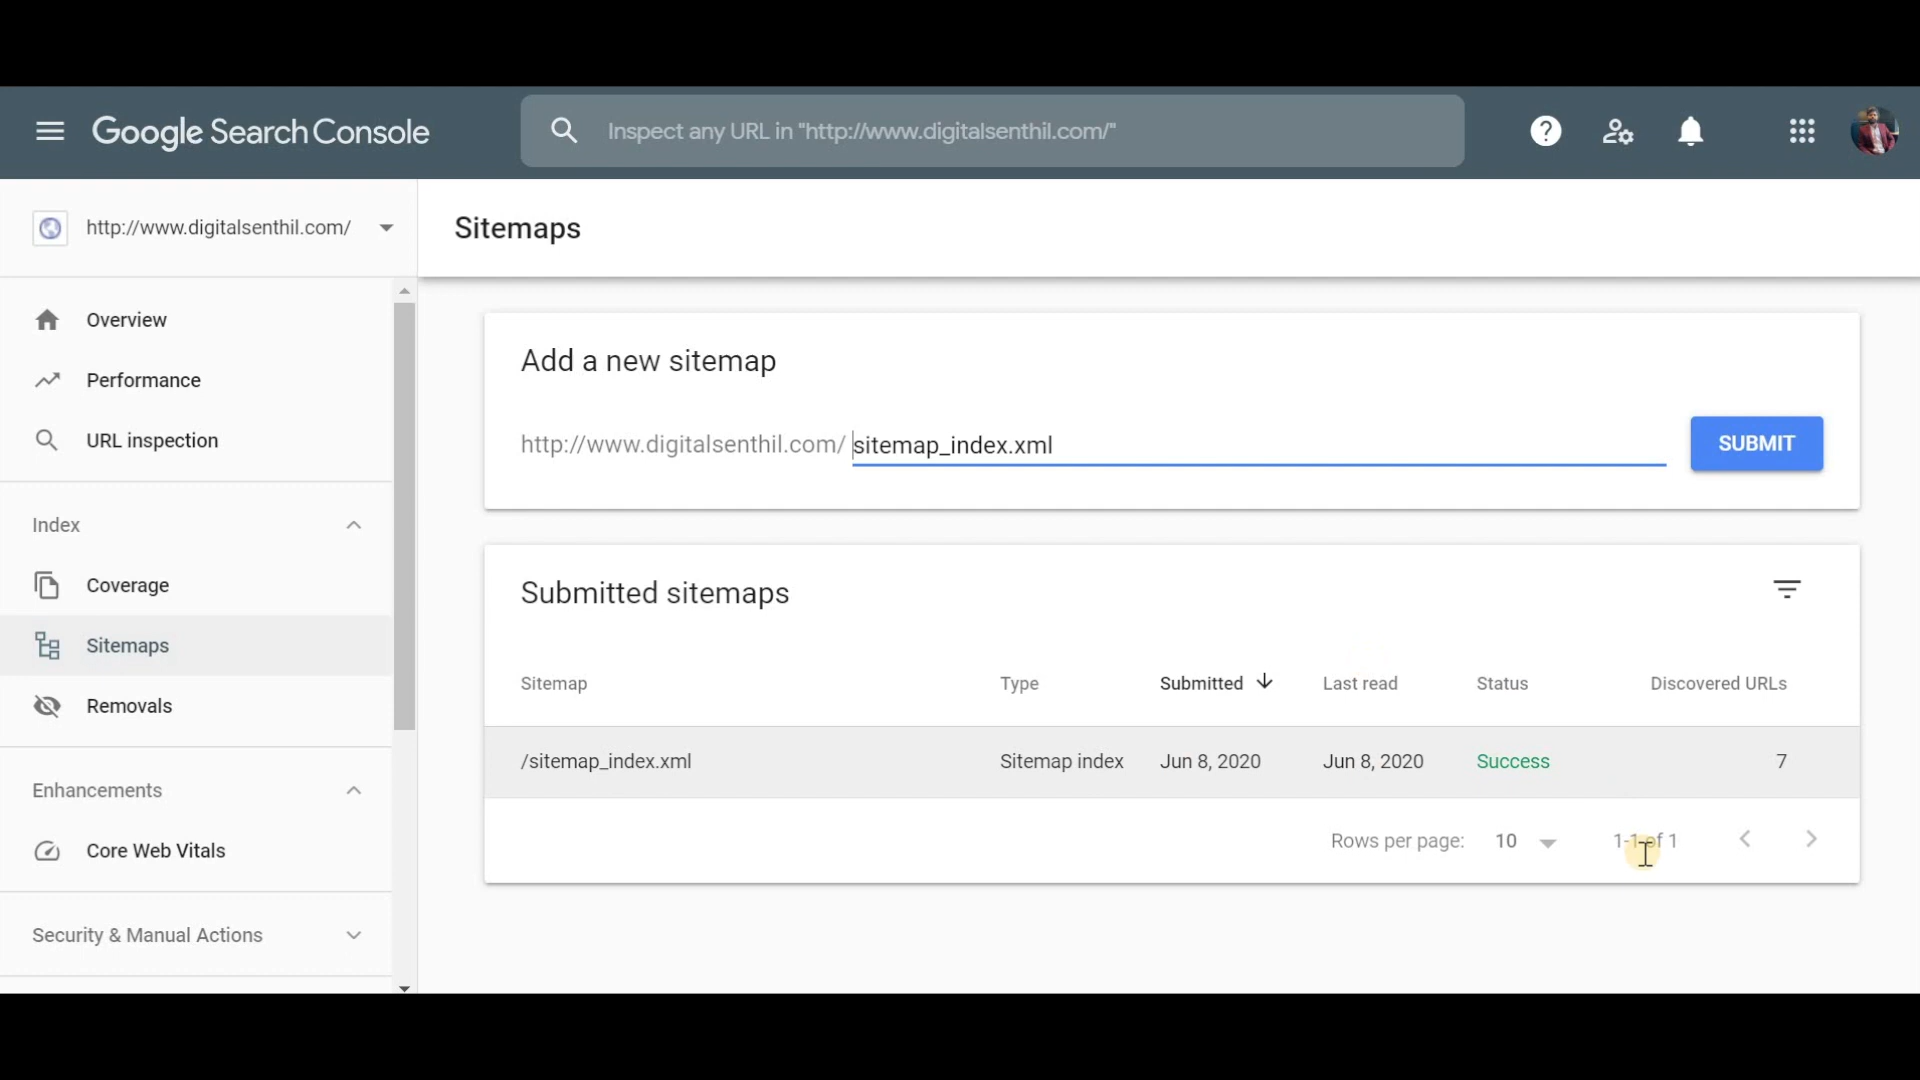 Google Search Console
Inspect any URL in "http://www.digitalsenthil.com/"
http://www.digitalsenthil.com/
Sitemaps
Overview
Performance
URL inspection
Index
Coverage
Sitemaps
Removals
Enhancements
Core Web Vitals
Security & Manual Actions
Add a new sitemap
http://www.digitalsenthil.com/ sitemap_index.xml
SUBMIT
Submitted sitemaps
Sitemap Type Submitted Last read Status Discovered URLs
/sitemap_index.xml Sitemap index Jun 8, 2020 Jun 8, 2020 Success 7
Rows per page: 10 1-1 of 1